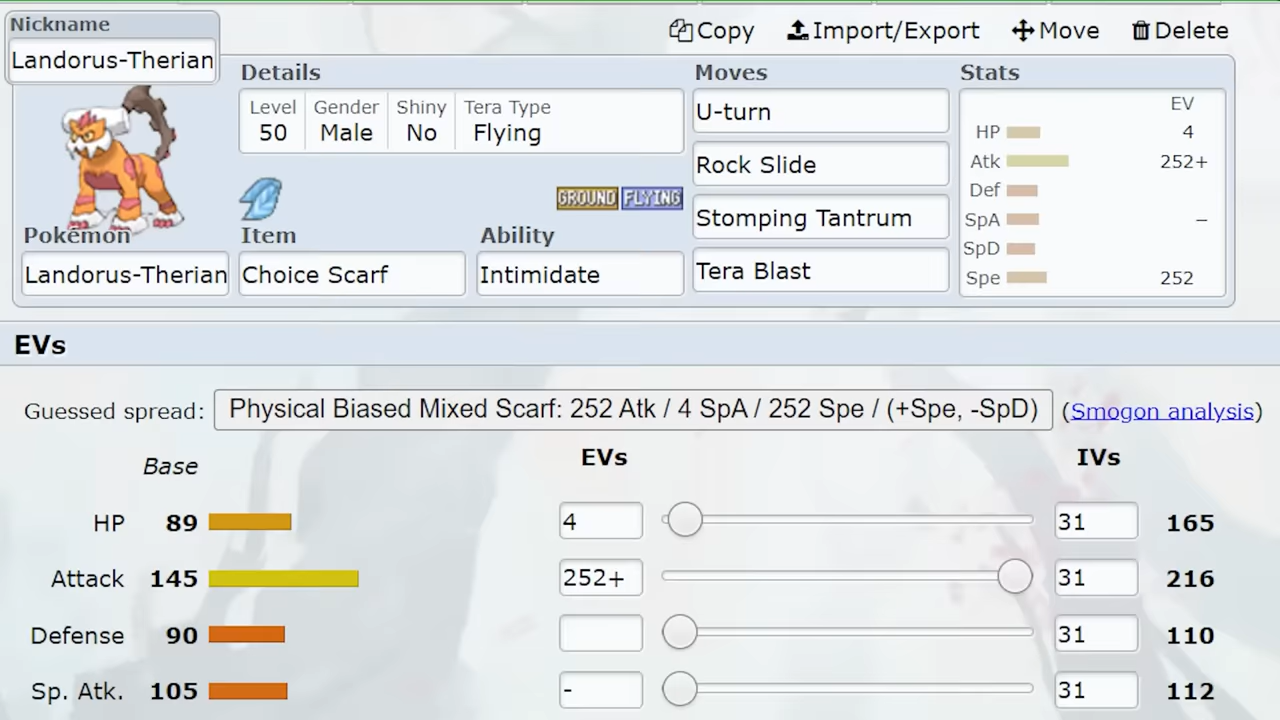 Nickname
Landorus-Therian
Copy Import/Export Move Delete
Details
Level Gender Shiny Tera Type
50 Male No Flying
GROUND FLYING
Pokémon Item Ability
Landorus-Therian Choice Scarf Intimidate
Moves
U-turn
Rock Slide
Stomping Tantrum
Tera Blast
Stats
EV
HP 4
Atk 252+
Def
SpA –
SpD
Spe 252
EVs
Guessed spread: Physical Biased Mixed Scarf: 252 Atk / 4 SpA / 252 Spe / (+Spe, -SpD) (Smogon analysis)
Base EVs IVs
HP 89 4 31 165
Attack 145 252+ 31 216
Defense 90 31 110
Sp. Atk. 105 - 31 112